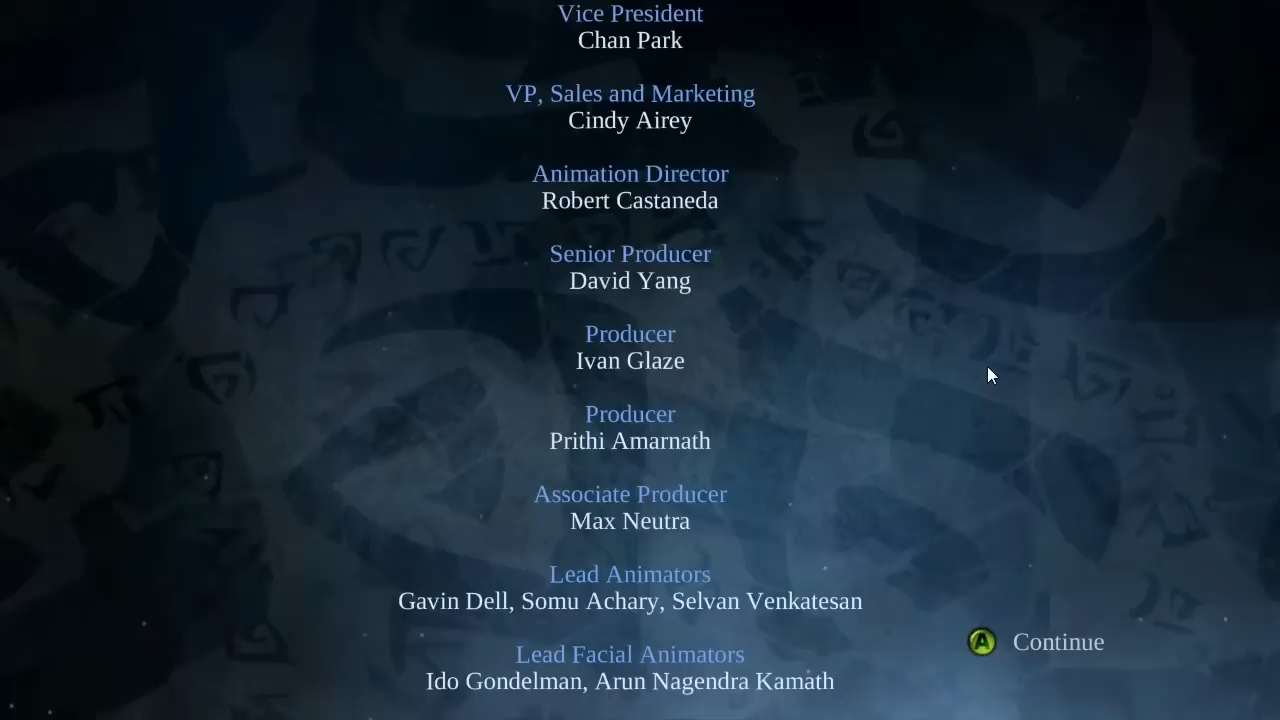 Vice President
Chan Park
VP, Sales and Marketing
Cindy Airey
Animation Director
Robert Castaneda
Senior Producer
David Yang
Producer
Ivan Glaze
Producer
Prithi Amarnath
Associate Producer
Max Neutra
Lead Animators
Gavin Dell, Somu Achary, Selvan Venkatesan
A Continue
Lead Facial Animators
Ido Gondelman, Arun Nagendra Kamath